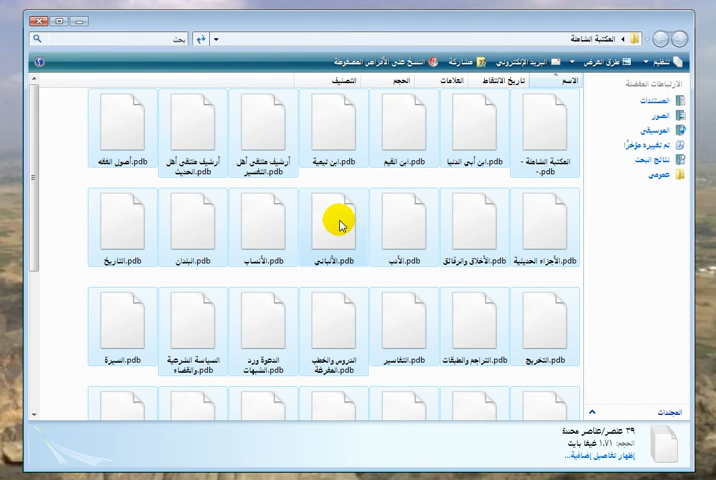 المكتبة الشاملة
بحث
تنظيم
طرق العرض
البريد الإلكتروني
مشاركة
النسخ على الأقراص المضغوطة
الاسم
تاريخ الالتقاط
العلامات
الحجم
التصنيف
الارتباطات المفضلة
المستندات
الصور
الموسيقى
تم تغييره مؤخرًا
نتائج البحث
عمومي
المكتبة الشاملة -
-.pdb
ابن أبي الدنيا.pdb
ابن القيم.pdb
ابن تيمية.pdb
أرشيف ملتقى أهل
التفسير.pdb
أرشيف ملتقى أهل
الحديث.pdb
أصول الفقه.pdb
الأجزاء الحديثية.pdb
الأخلاق والرقائق.pdb
الأدب.pdb
الألباني.pdb
الأنساب.pdb
البلدان.pdb
التاريخ.pdb
التخريج.pdb
التراجم والطبقات.pdb
التفاسير.pdb
الدروس والخطب
المفرغة.pdb
الدعوة ورد
الشبهات.pdb
السياسة الشرعية
والقضاء.pdb
السيرة.pdb
المجلدات
٣٩ عنصر/عناصر محددة
الحجم: ١,٧١ غيغا بايت
إظهار تفاصيل إضافية...